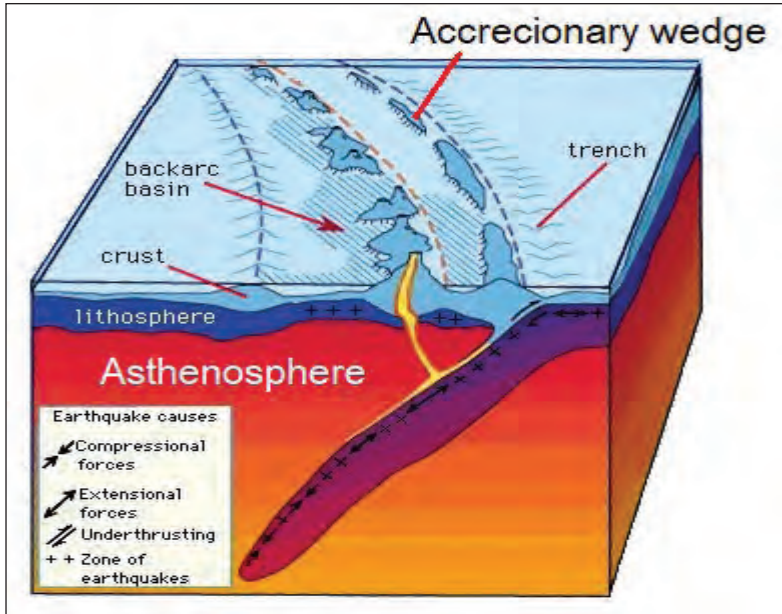 Accrecionary wedge
trench
backarc
basin
crust
lithosphere
Asthenosphere
Earthquake causes
Compressional
forces
Extensional
forces
Underthrusting
++ Zone of
earthquakes